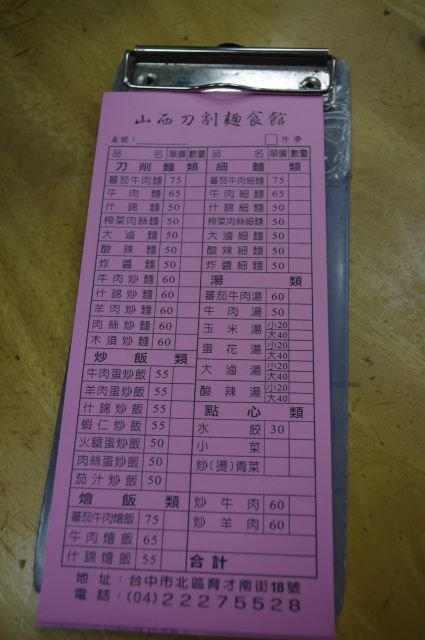 山西刀削麵食館
桌號： 外帶
品名 單價 數量 品名 單價 數量
刀削麵類 細麵類
蕃茄牛肉麵 75 蕃茄牛肉細麵 75
牛肉麵 65 牛肉細麵 65
什錦麵 50 什錦細麵 50
榨菜肉絲麵 50 榨菜肉絲細麵 50
大滷麵 50 大滷細麵 50
酸辣麵 50 酸辣細麵 50
炸醬麵 50 炸醬細麵 50
牛肉炒麵 60 湯類
什錦炒麵 60 蕃茄牛肉湯 60
羊肉炒麵 60 牛肉湯 50
肉絲炒麵 60 玉米湯 小20 大40
木須炒麵 60 蛋花湯 小20 大40
炒飯類 大滷湯 小20 大40
牛肉蛋炒飯 55 酸辣湯 小20 大40
羊肉蛋炒飯 55 點心類
什錦炒飯 55 水餃 30
蝦仁炒飯 55 小菜
火腿蛋炒飯 50 炒(燙)青菜
肉絲蛋炒飯 50
茄汁炒飯 50
燴飯類 炒牛肉 60
蕃茄牛肉燴飯 75 炒羊肉 60
牛肉燴飯 65
什錦燴飯 55 合計
地址：台中市北區育才南街18號
電話：(04)22275528